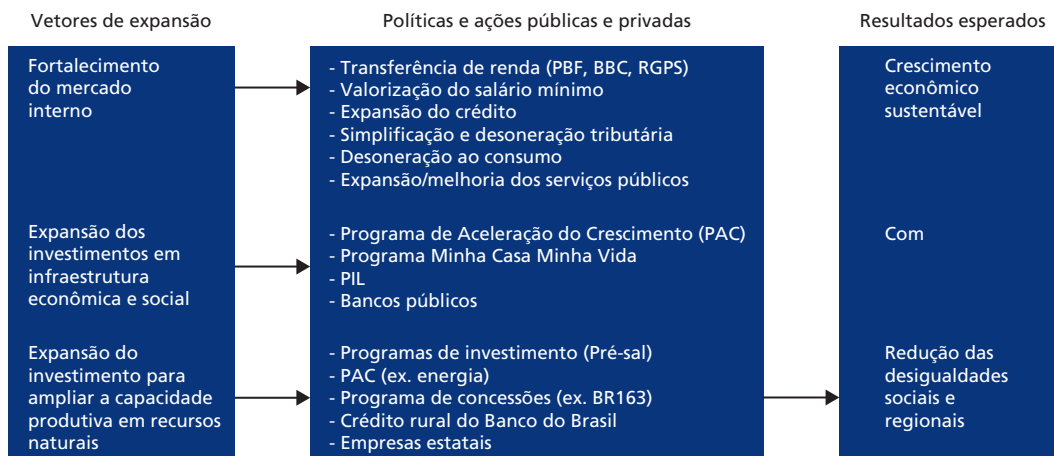 Vetores de expansão
Políticas e ações públicas e privadas
Resultados esperados
Fortalecimento
do mercado
interno
- Transferência de renda (PBF, BBC, RGPS)
- Valorização do salário mínimo
- Expansão do crédito
- Simplificação e desoneração tributária
- Desoneração ao consumo
- Expansão/melhoria dos serviços públicos
Crescimento
econômico
sustentável
Expansão dos
investimentos em
infraestrutura
econômica e social
- Programa de Aceleração do Crescimento (PAC)
- Programa Minha Casa Minha Vida
- PIL
- Bancos públicos
Com
Expansão do
investimento para
ampliar a capacidade
produtiva em recursos
naturais
- Programas de investimento (Pré-sal)
- PAC (ex. energia)
- Programa de concessões (ex. BR163)
- Crédito rural do Banco do Brasil
- Empresas estatais
Redução das
desigualdades
sociais e
regionais